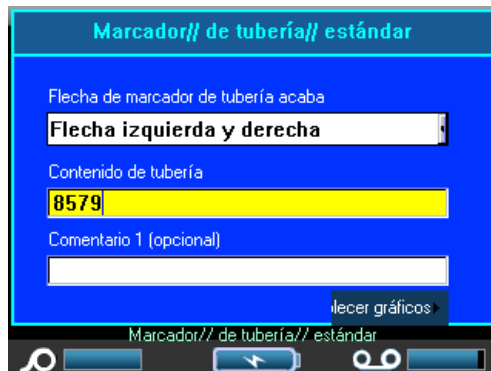 Marcador// de tubería// estándar
Flecha de marcador de tubería acaba
Flecha izquierda y derecha
Contenido de tubería
8579
Comentario 1 (opcional)
lecer gráficos
Marcador// de tubería// estándar